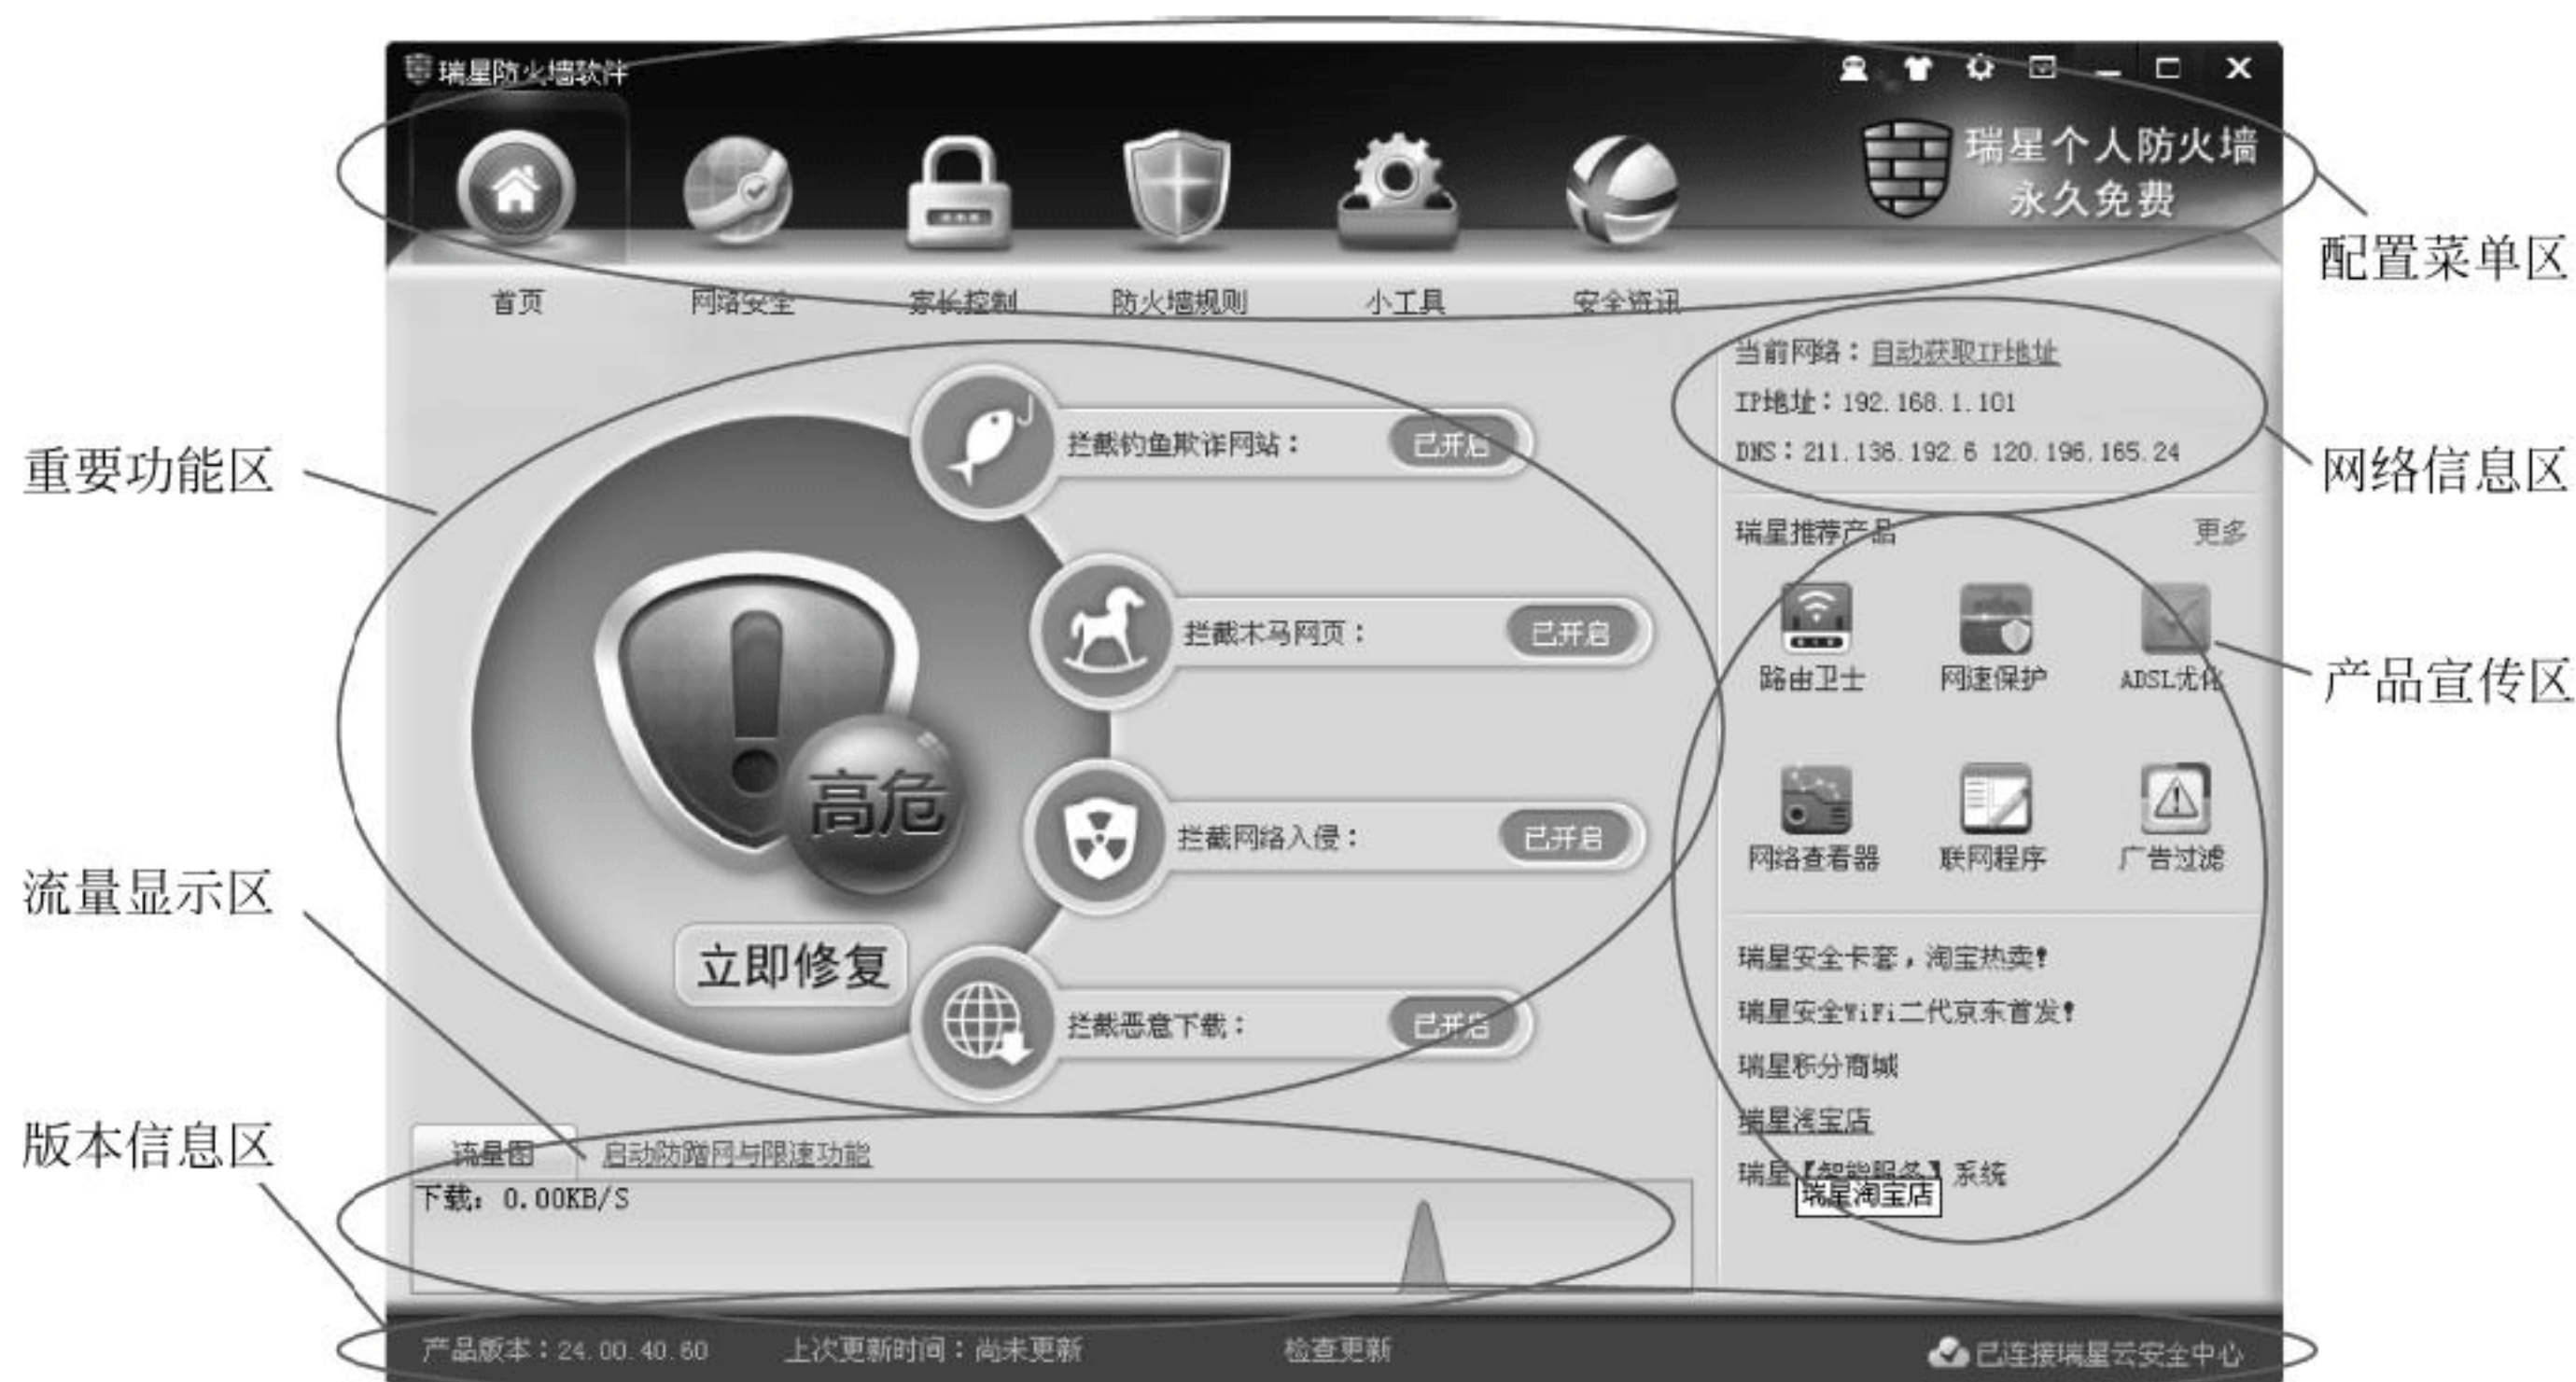 瑞星防火墙软件
瑞星个人防火墙
永久免费
首页 网络安全 家长控制 防火墙规则 小工具 安全资讯
配置菜单区
当前网络：自动获取IP地址
IP地址：192.168.1.101
DNS：211.136.192.6 120.196.165.24
网络信息区
重要功能区
拦截钓鱼欺诈网站： 已开启
拦截木马网页： 已开启
拦截网络入侵： 已开启
拦截恶意下载： 已开启
高危
立即修复
瑞星推荐产品 更多
路由卫士 网速保护 ADSL优化
产品宣传区
网络查看器 联网程序 广告过滤
瑞星安全卡套，淘宝热卖！
瑞星安全WiFi二代京东首发！
瑞星积分商城
瑞星淘宝店
瑞星【智能服务】系统
瑞星淘宝店
流量显示区
流量图 启动防蹭网与限速功能
下载：0.00KB/S
版本信息区
产品版本：24.00.40.60 上次更新时间：尚未更新 检查更新 已连接瑞星云安全中心